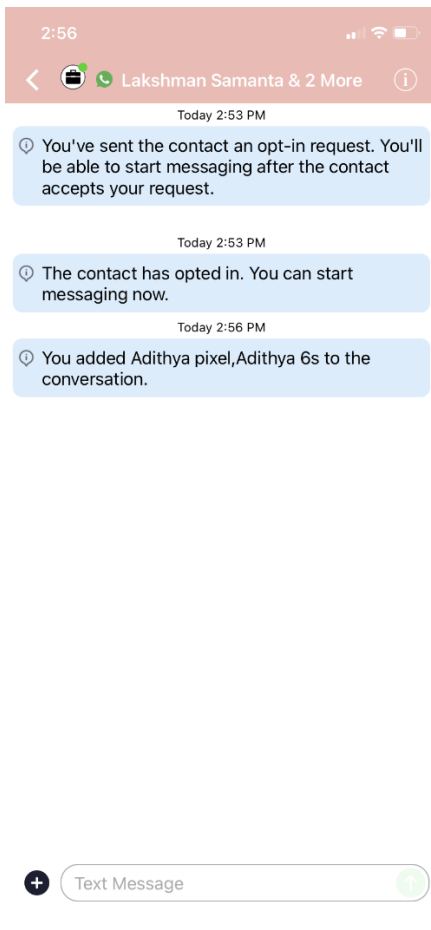 2:56
Lakshman Samanta & 2 More
Today 2:53 PM
You've sent the contact an opt-in request. You'll
be able to start messaging after the contact
accepts your request.
Today 2:53 PM
The contact has opted in. You can start
messaging now.
Today 2:56 PM
You added Adithya pixel,Adithya 6s to the
conversation.
Text Message